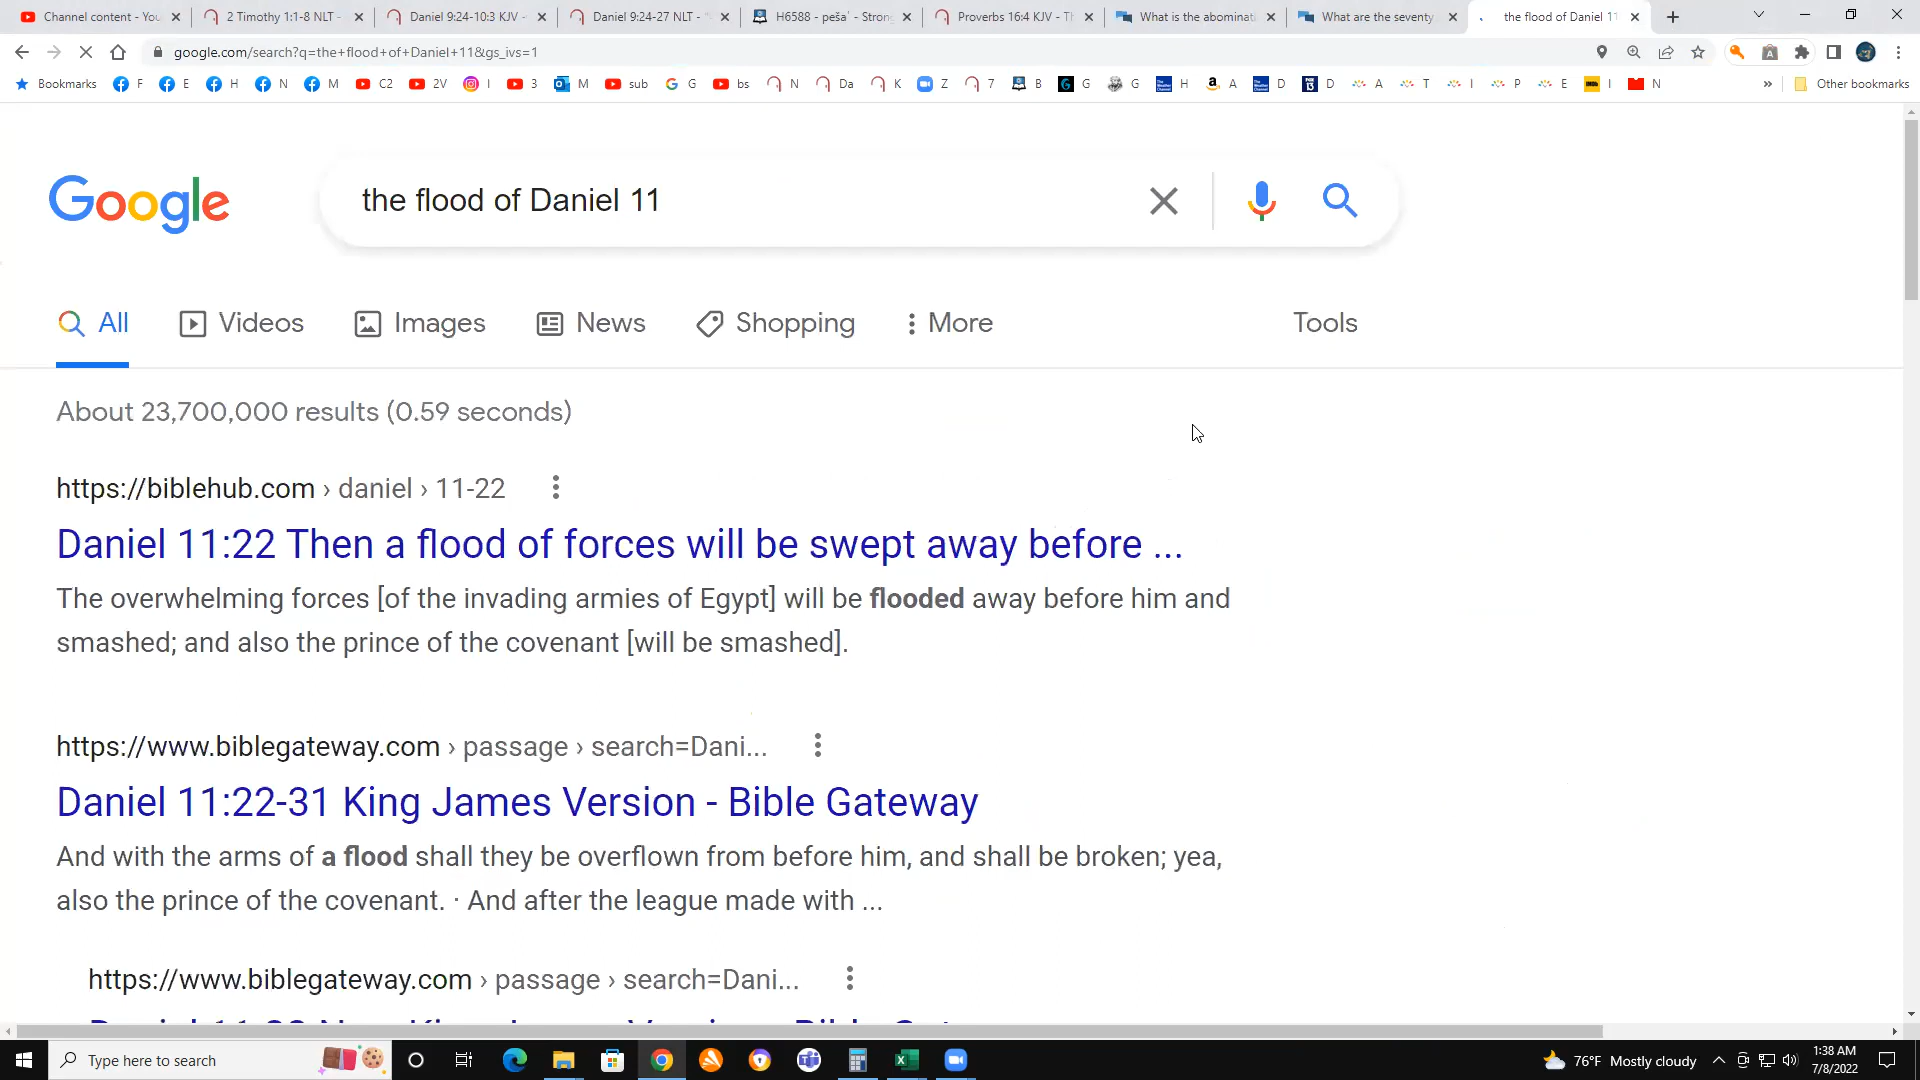 Channel content - You
2 Timothy 1:1-8 NLT -
Daniel 9:24-10:3 KJV -
Daniel 9:24-27 NLT - "
H6588 - peša` - Strong
Proverbs 16:4 KJV - Th
What is the abominati
What are the seventy
the flood of Daniel 11
google.com/search?q=the+flood+of+Daniel+11&gs_ivs=1
Bookmarks F E H N M C2 2V I 3 M sub G bs N Da K Z 7 B G G H A D D A T I P E I N » Other bookmarks
Google
the flood of Daniel 11
All Videos Images News Shopping More Tools
About 23,700,000 results (0.59 seconds)
https://biblehub.com › daniel › 11-22
Daniel 11:22 Then a flood of forces will be swept away before ...
The overwhelming forces [of the invading armies of Egypt] will be flooded away before him and
smashed; and also the prince of the covenant [will be smashed].
https://www.biblegateway.com › passage › search=Dani...
Daniel 11:22-31 King James Version - Bible Gateway
And with the arms of a flood shall they be overflown from before him, and shall be broken; yea,
also the prince of the covenant. · And after the league made with ...
https://www.biblegateway.com › passage › search=Dani...
Type here to search
76°F Mostly cloudy
1:38 AM
7/8/2022